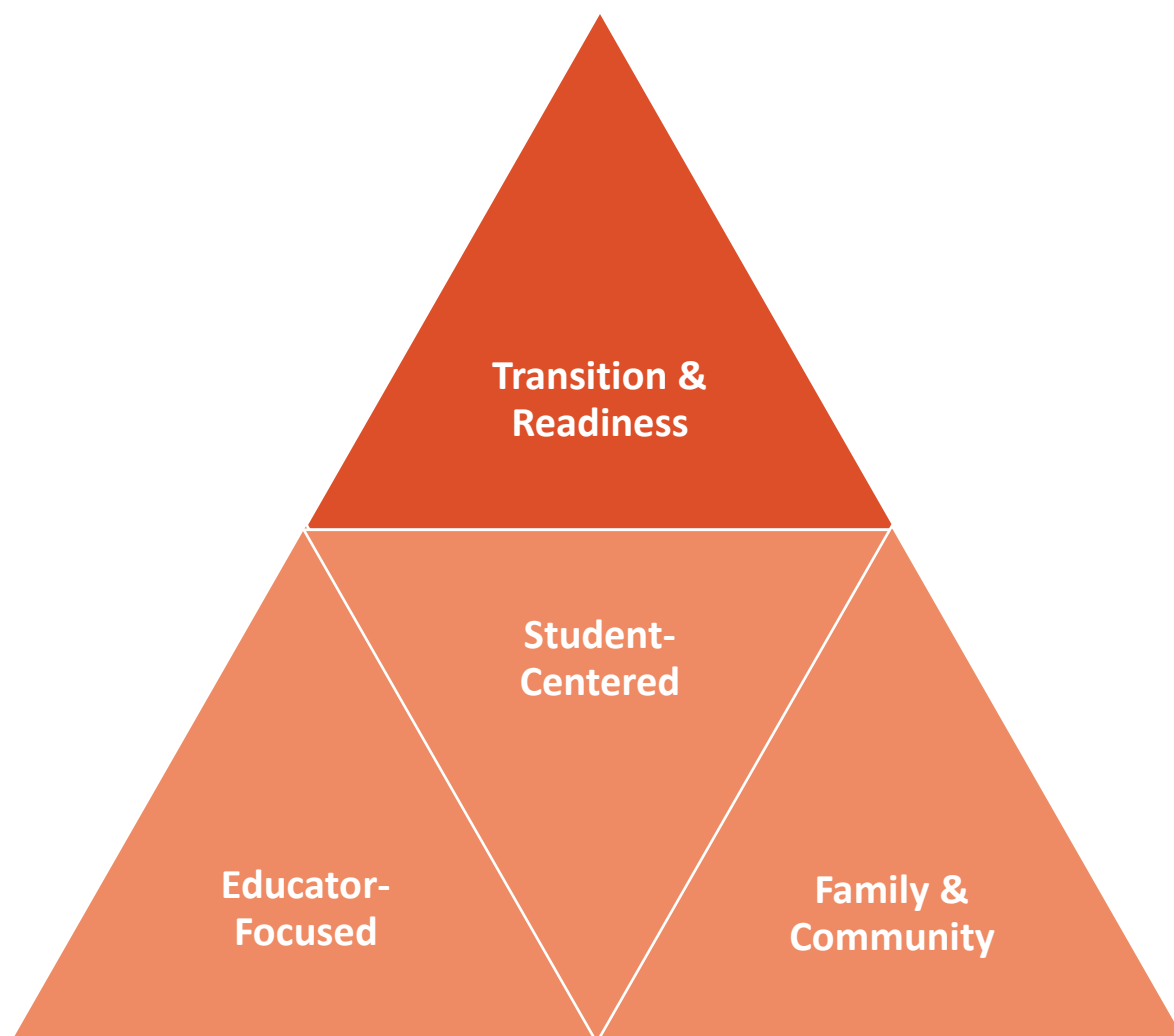 Transition &
Readiness
Student-
Centered
Educator-
Focused
Family &
Community